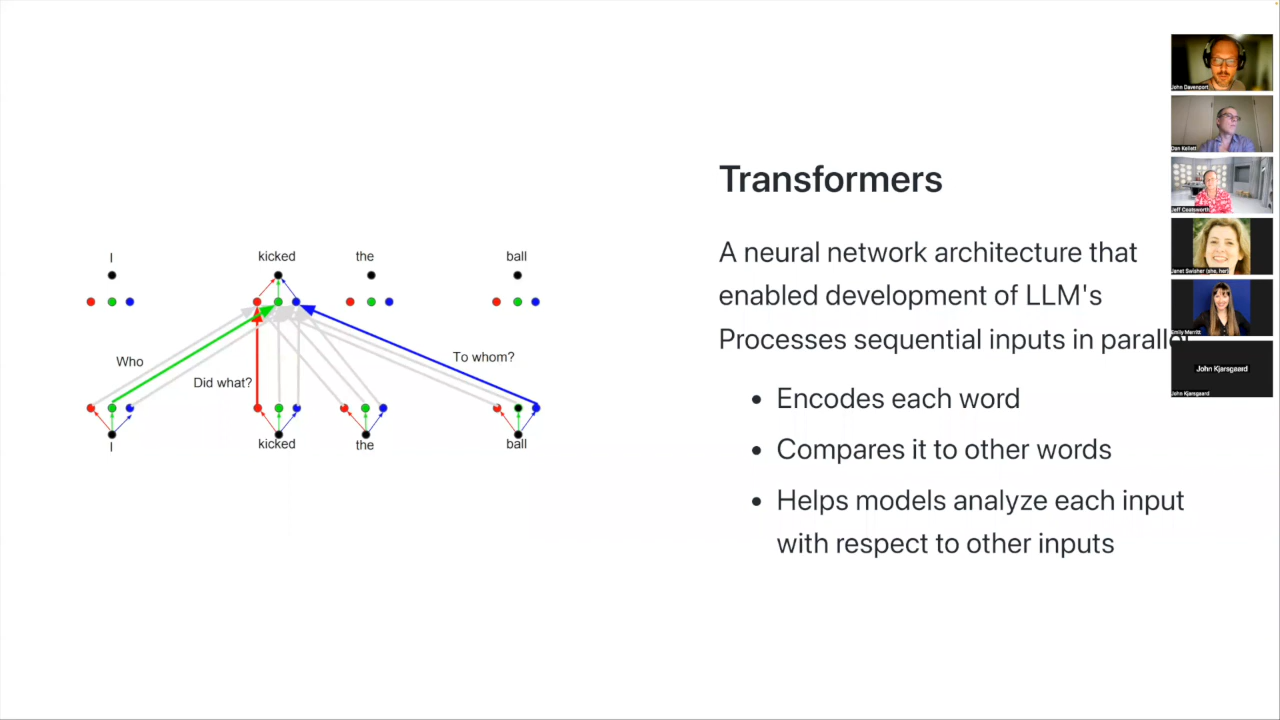 Transformers
A neural network architecture that
enabled development of LLM's
Processes sequential inputs in parallel
• Encodes each word
• Compares it to other words
• Helps models analyze each input
with respect to other inputs
I kicked the ball
Who
Did what?
To whom?
I kicked the ball
John Davenport
Dan Kellett
Jeff Coatsworth
Janet Swisher (she, her)
Emily Merritt
John Kjarsgaard
John Kjarsgaard